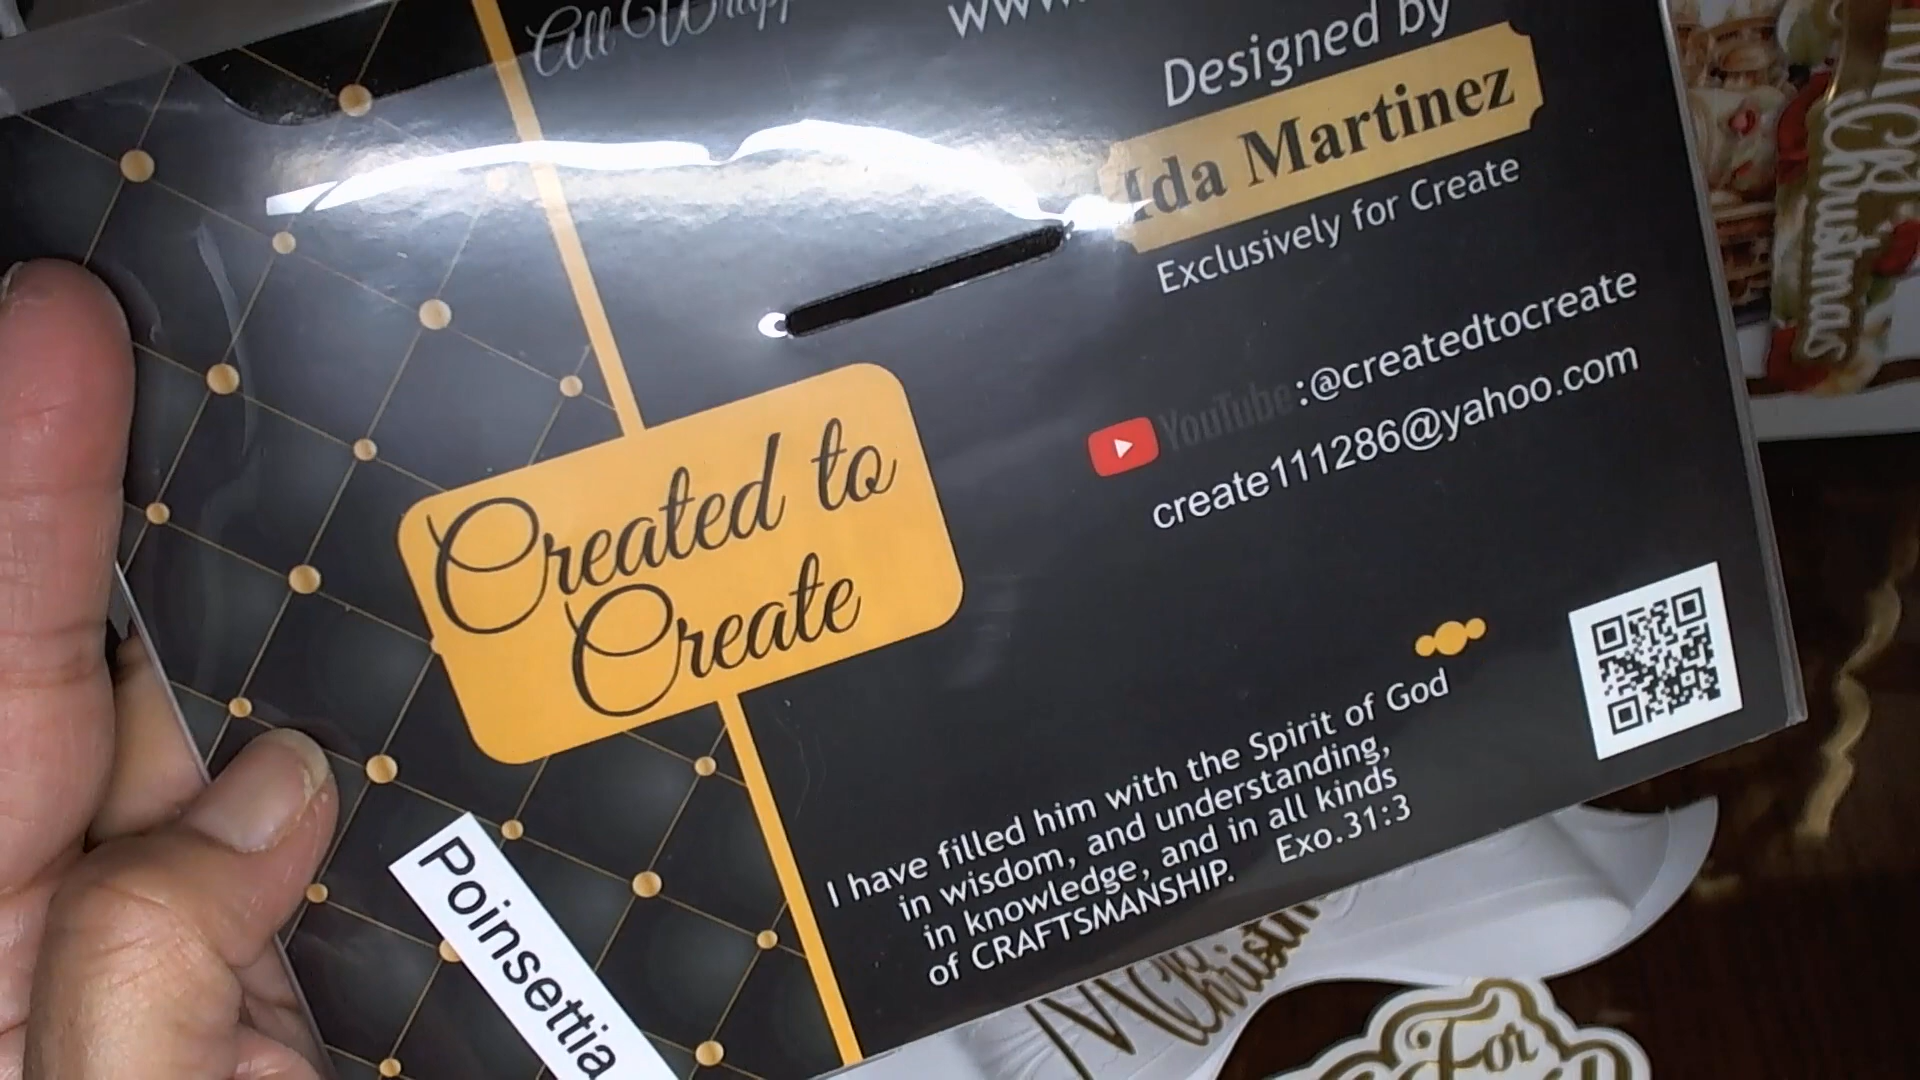 All
www.
Designed by
Ida Martinez
Exclusively for Create
YouTube:@createdtocreate
create111286@yahoo.com
Created to
Create
I have filled him with the Spirit of God
in wisdom, and understanding,
in knowledge, and in all kinds
of CRAFTSMANSHIP. Exo.31:3
Poinsettia
Christmas
For